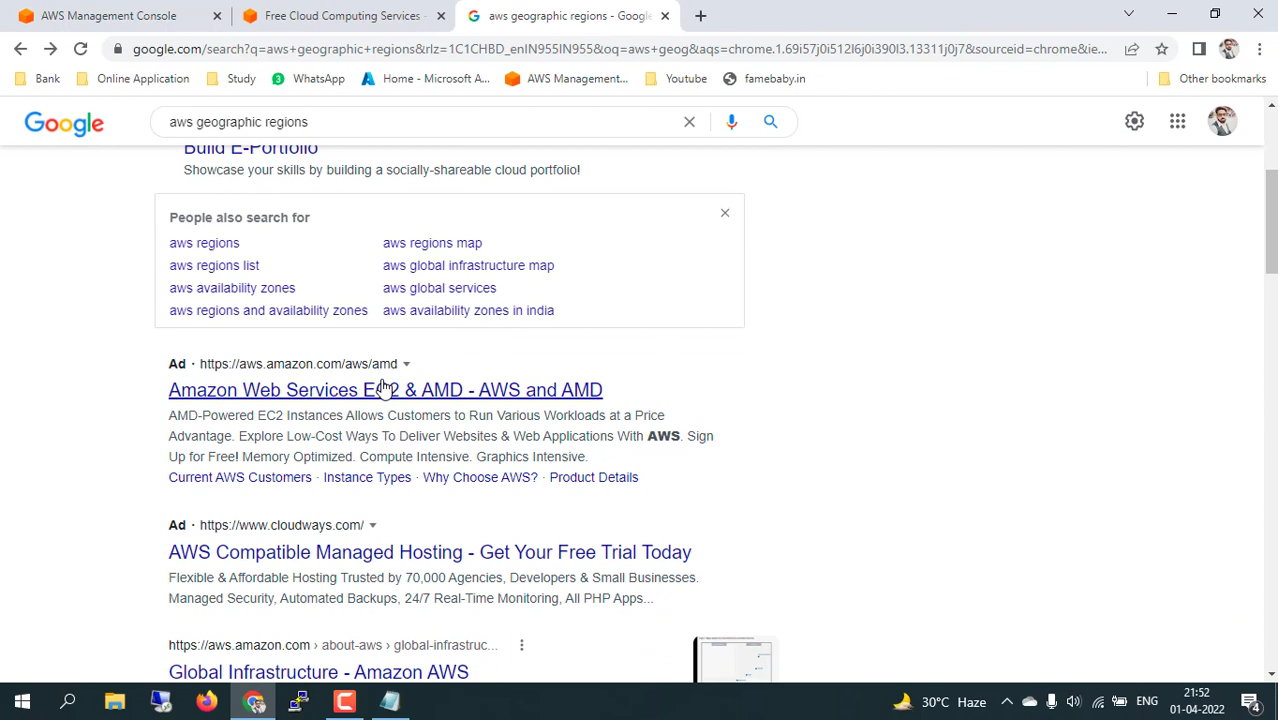 AWS Management Console
Free Cloud Computing Services -
aws geographic regions - Google
google.com/search?q=aws+geographic+regions&rlz=1C1CHBD_enIN955IN955&oq=aws+geog&aqs=chrome.1.69i57j0i512l6j0i390l3.13311j0j7&sourceid=chrome&ie...
Bank
Online Application
Study
3
WhatsApp
Home - Microsoft A...
AWS Management...
Youtube
famebaby.in
Other bookmarks
Google
aws geographic regions
Build E-Portfolio
Showcase your skills by building a socially-shareable cloud portfolio!
People also search for
aws regions
aws regions map
aws regions list
aws global infrastructure map
aws availability zones
aws global services
aws regions and availability zones
aws availability zones in india
Ad · https://aws.amazon.com/aws/amd
Amazon Web Services EC2 & AMD - AWS and AMD
AMD-Powered EC2 Instances Allows Customers to Run Various Workloads at a Price
Advantage. Explore Low-Cost Ways To Deliver Websites & Web Applications With AWS. Sign
Up for Free! Memory Optimized. Compute Intensive. Graphics Intensive.
Current AWS Customers · Instance Types · Why Choose AWS? · Product Details
Ad · https://www.cloudways.com/
AWS Compatible Managed Hosting - Get Your Free Trial Today
Flexible & Affordable Hosting Trusted by 70,000 Agencies, Developers & Small Businesses.
Managed Security, Automated Backups, 24/7 Real-Time Monitoring, All PHP Apps...
https://aws.amazon.com › about-aws › global-infrastruc...
Global Infrastructure - Amazon AWS
30°C Haze
ENG
21:52
01-04-2022
4